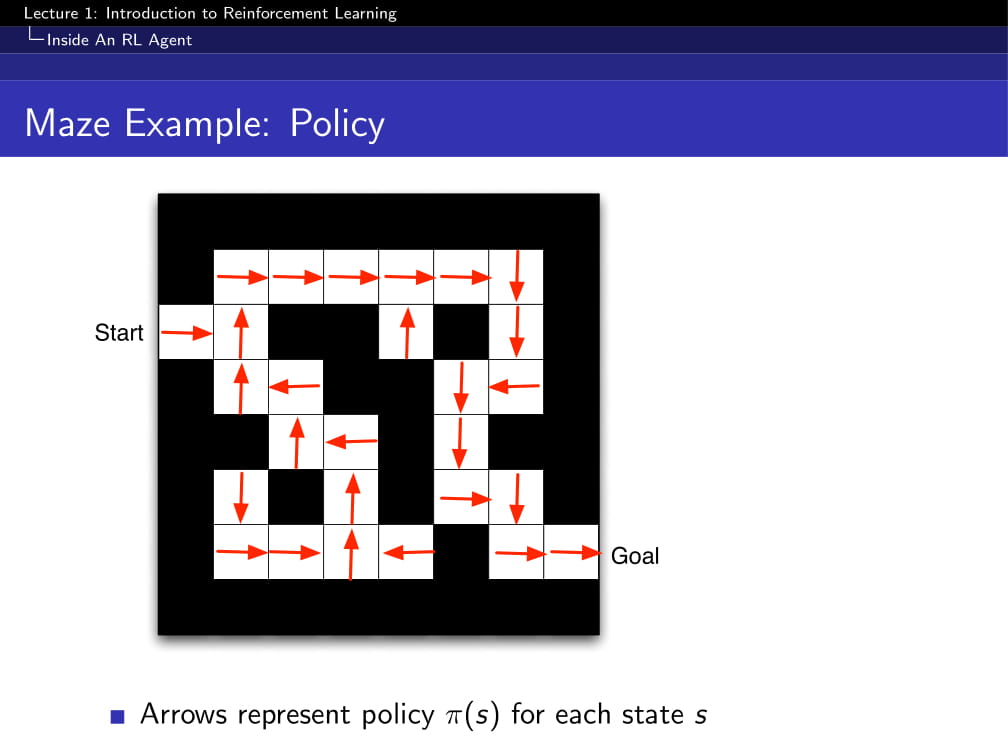 Lecture 1: Introduction to Reinforcement Learning
Inside An RL Agent
Maze Example: Policy
Start
Goal
Arrows represent policy π(s) for each state s